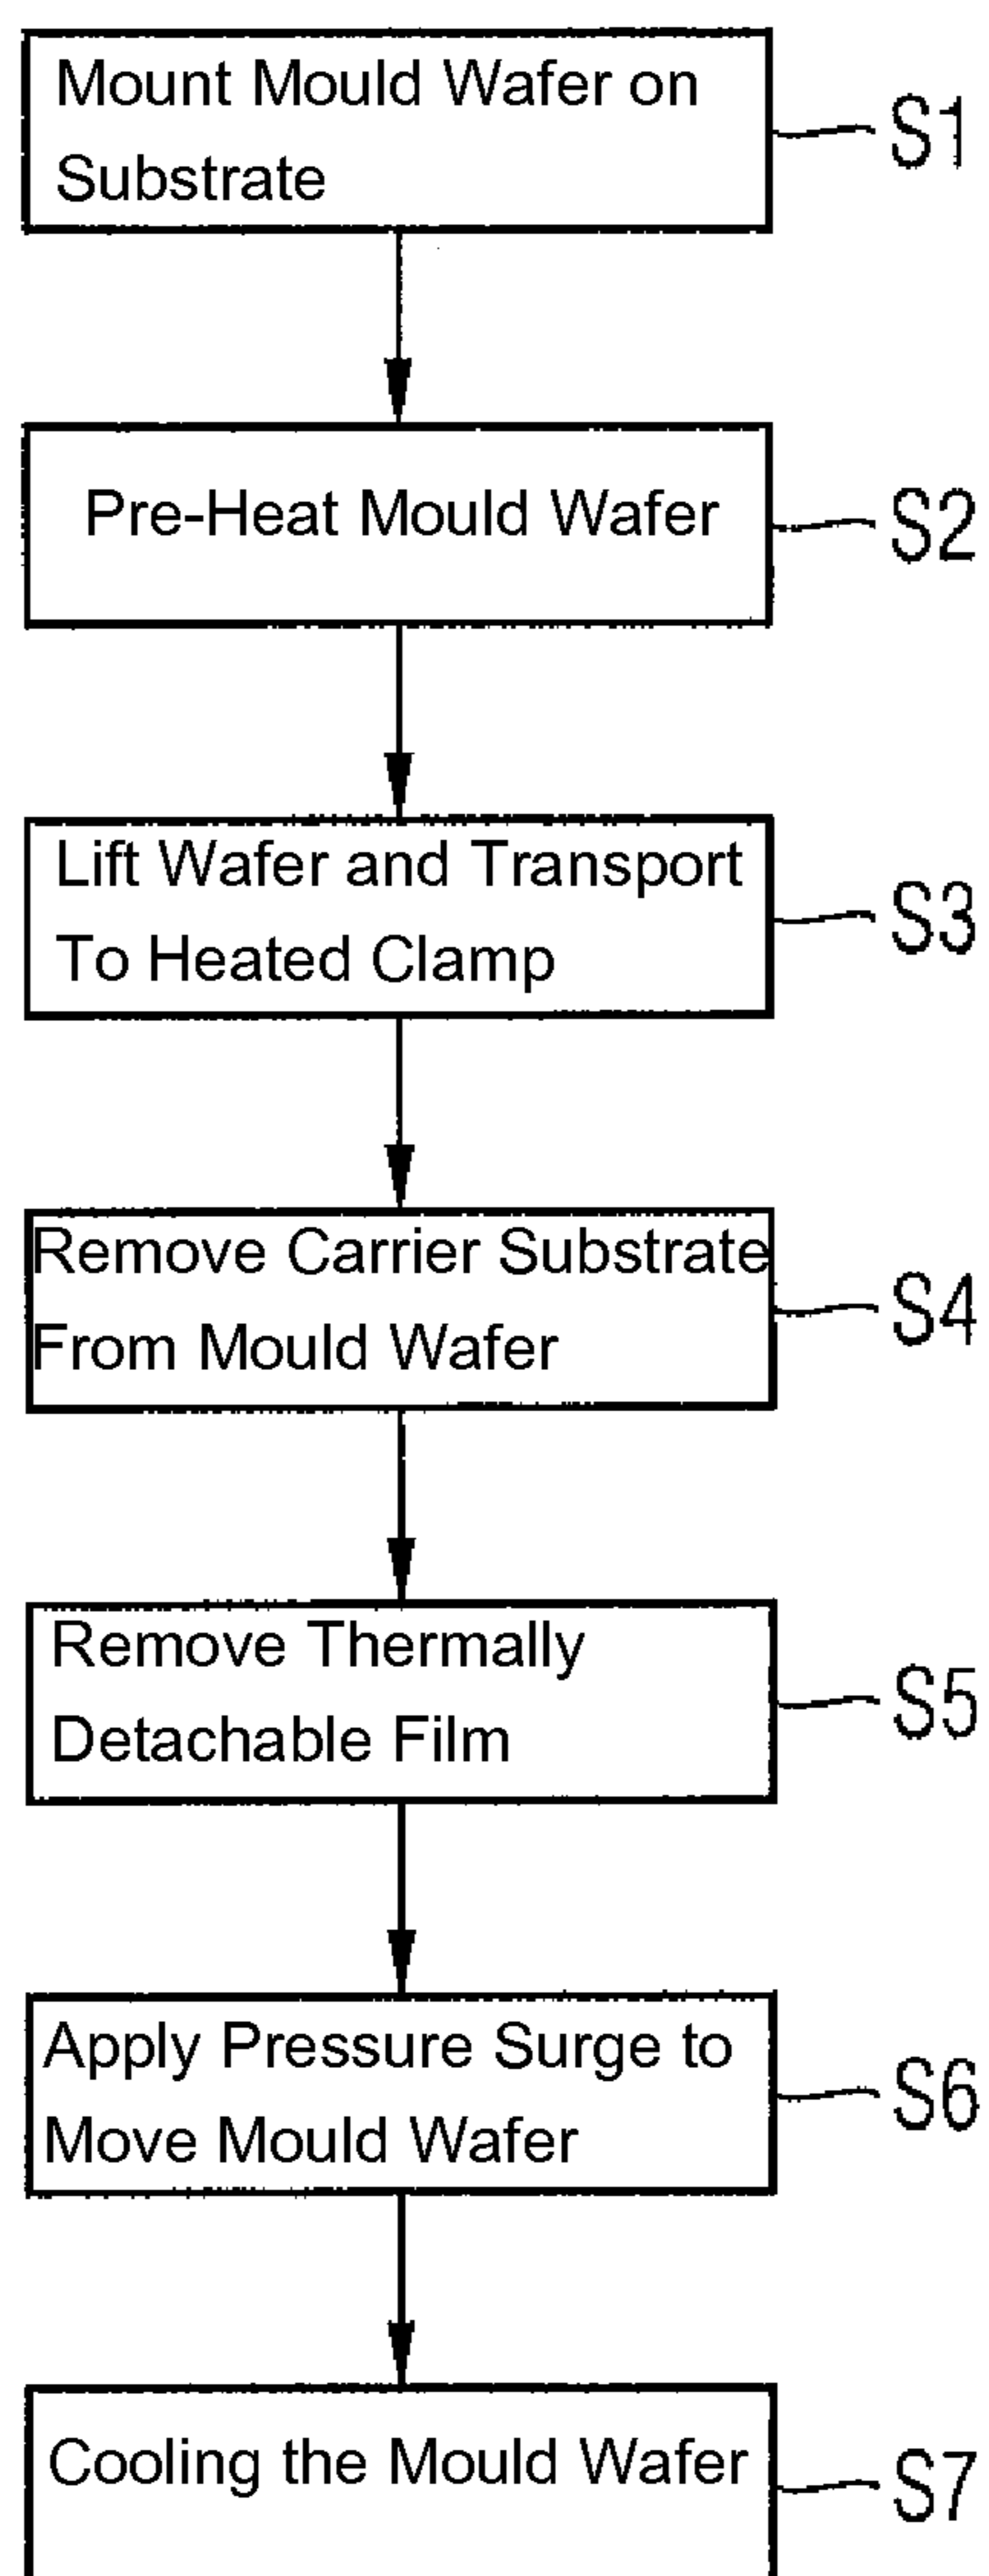 Mount Mould Wafer on
Substrate
S1
Pre-Heat Mould Wafer
S2
Lift Wafer and Transport
To Heated Clamp
S3
Remove Carrier Substrate
From Mould Wafer
S4
Remove Thermally
Detachable Film
S5
Apply Pressure Surge to
Move Mould Wafer
S6
Cooling the Mould Wafer
S7